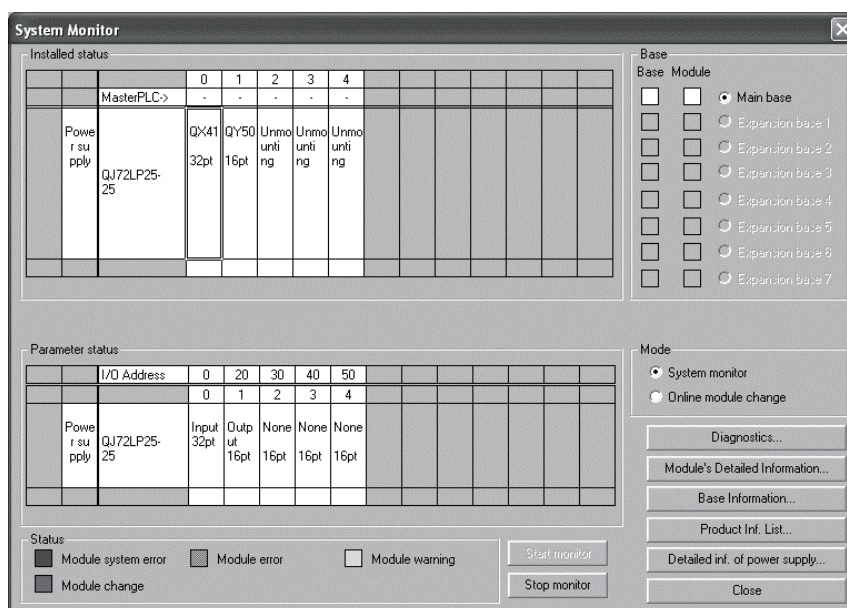 System Monitor
Installed status
0 1 2 3 4
MasterPLC-> - - - - -
Powe QX41 QY50 Unmo Unmo Unmo
r su unti unti unti
pply QJ72LP25- 32pt 16pt ng ng ng
25
Base
Base Module
Main base
Expansion base 1
Expansion base 2
Expansion base 3
Expansion base 4
Expansion base 5
Expansion base 6
Expansion base 7
Parameter status
I/O Address 0 20 30 40 50
0 1 2 3 4
Powe Input Outp None None None
r su QJ72LP25- 32pt ut
pply 25 16pt 16pt 16pt 16pt
Mode
System monitor
Online module change
Diagnostics...
Module's Detailed Information...
Base Information...
Product Inf. List...
Detailed inf. of power supply...
Close
Status
Module system error Module error Module warning
Module change
Start monitor
Stop monitor